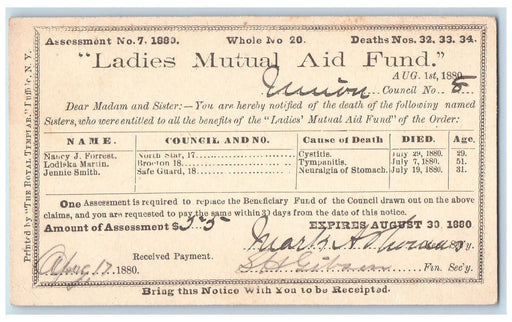 Assessment No. 7, 1880. Whole No 20. Deaths Nos. 32, 33, 34.
"Ladies Mutual Aid Fund."
AUG. 1st, 1880
Union Council No. 8
Dear Madam and Sister:—You are hereby notified of the death of the following named
Sisters, who were entitled to all the benefits of the "Ladies' Mutual Aid Fund" of the Order:
NAME. COUNCIL AND NO. Cause of Death DIED. Age.
Nancy J. Forrest. North Star, 17 Cystitis. July 29, 1880. 29.
Lodiska Martin. Brocton 18 Tympanitis. July 7, 1880. 51.
Jennie Smith. Safe Guard, 18 Neuralgia of Stomach. July 19, 1880. 31.
One Assessment is required to replace the Beneficiary Fund of the Council drawn out on the above
claims, and you are requested to pay the same within 30 days from the date of this notice.
Amount of Assessment $ EXPIRES AUGUST 30, 1880
Sec'y.
Received Payment.
Aug 17 1880. Gibson Fin. Sec'y.
Bring this Notice With You to be Receipted.
Printed by "THE ROYAL TEMPLAR," Buffalo, N. Y.